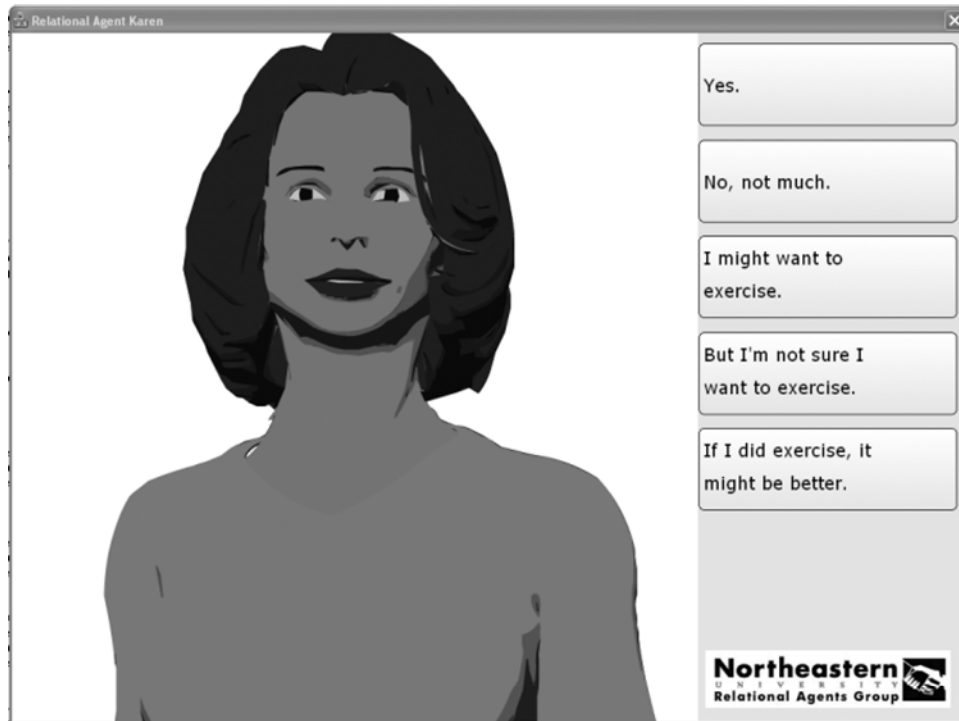 Relational Agent Karen
Yes.
No, not much.
I might want to
exercise.
But I'm not sure I
want to exercise.
If I did exercise, it
might be better.
Northeastern
UNIVERSITY
Relational Agents Group